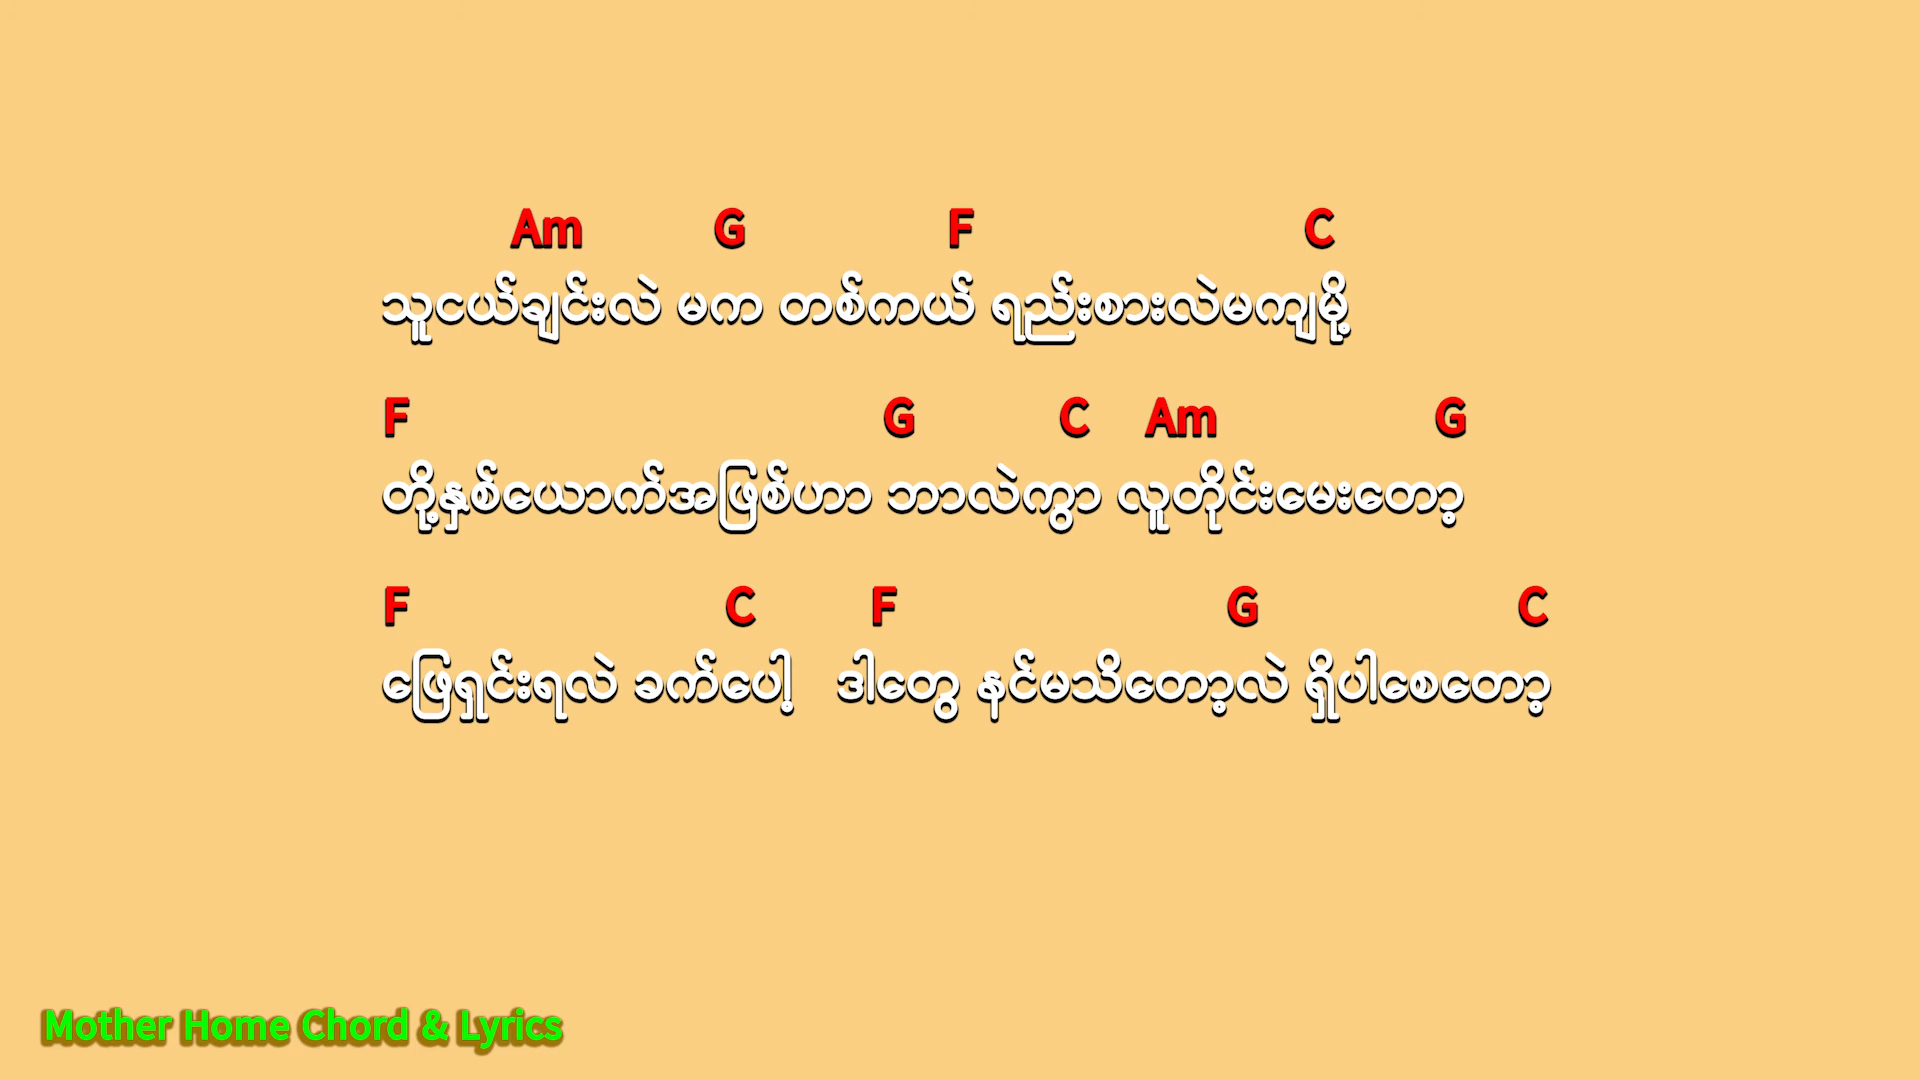 Am G F C
သူငယ်ချင်းလဲ မက တစ်ကယ် ရည်းစားလဲမကျမို့
F G C Am G
တို့နှစ်ယောက်အဖြစ်ဟာ ဘာလဲကွာ လူတိုင်းမေးတော့
F C F G C
ဖြေရှင်းရလဲ ခက်ပေါ့ ဒါတွေ နင်မသိတော့လဲ ရှိပါစေတော့
Mother Home Chord & Lyrics